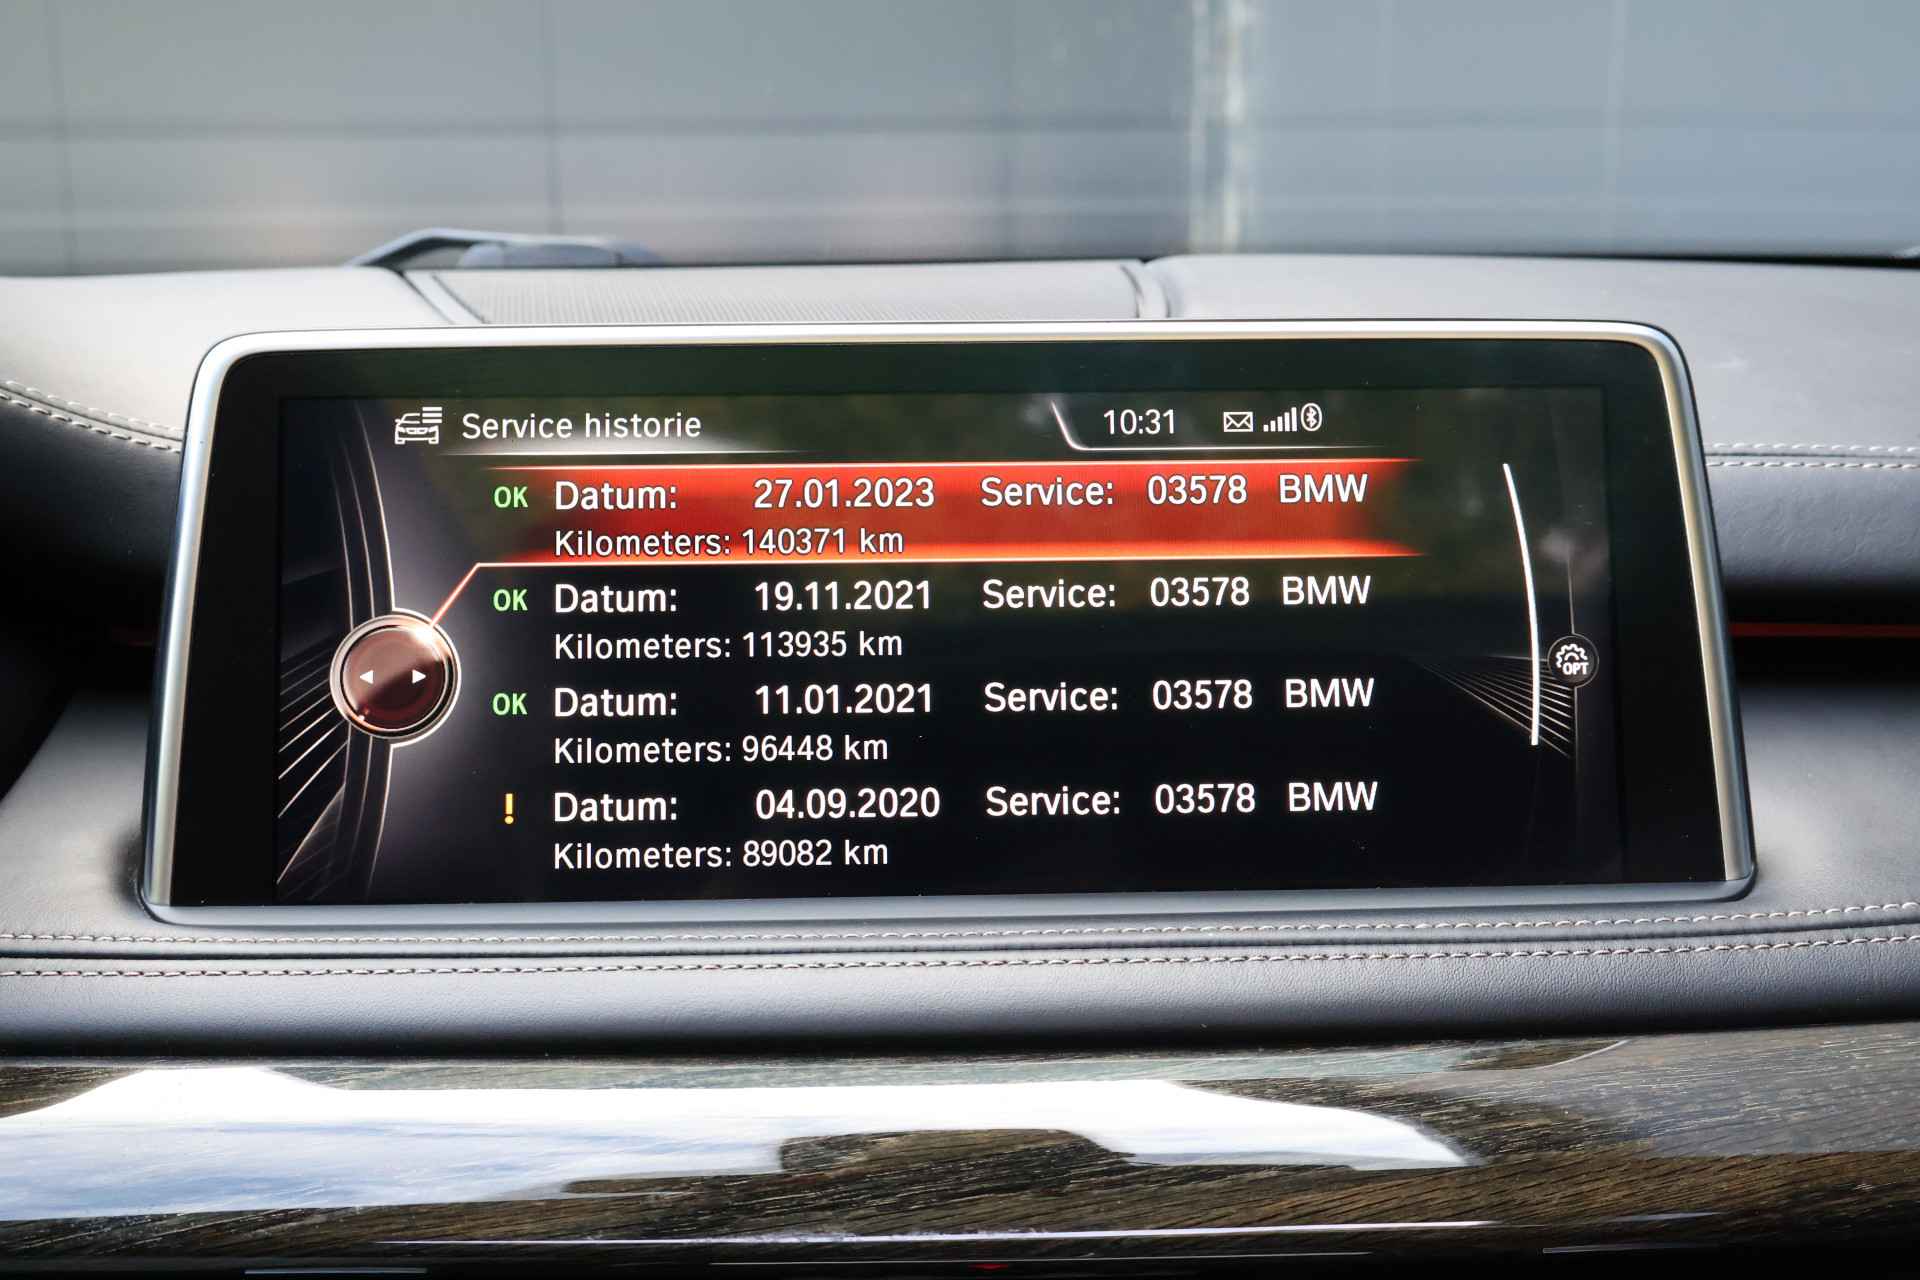 Service historie 10:31
OK Datum: 27.01.2023 Service: 03578 BMW
Kilometers: 140371 km
OK Datum: 19.11.2021 Service: 03578 BMW
Kilometers: 113935 km
OK Datum: 11.01.2021 Service: 03578 BMW
Kilometers: 96448 km
! Datum: 04.09.2020 Service: 03578 BMW
Kilometers: 89082 km
OPT